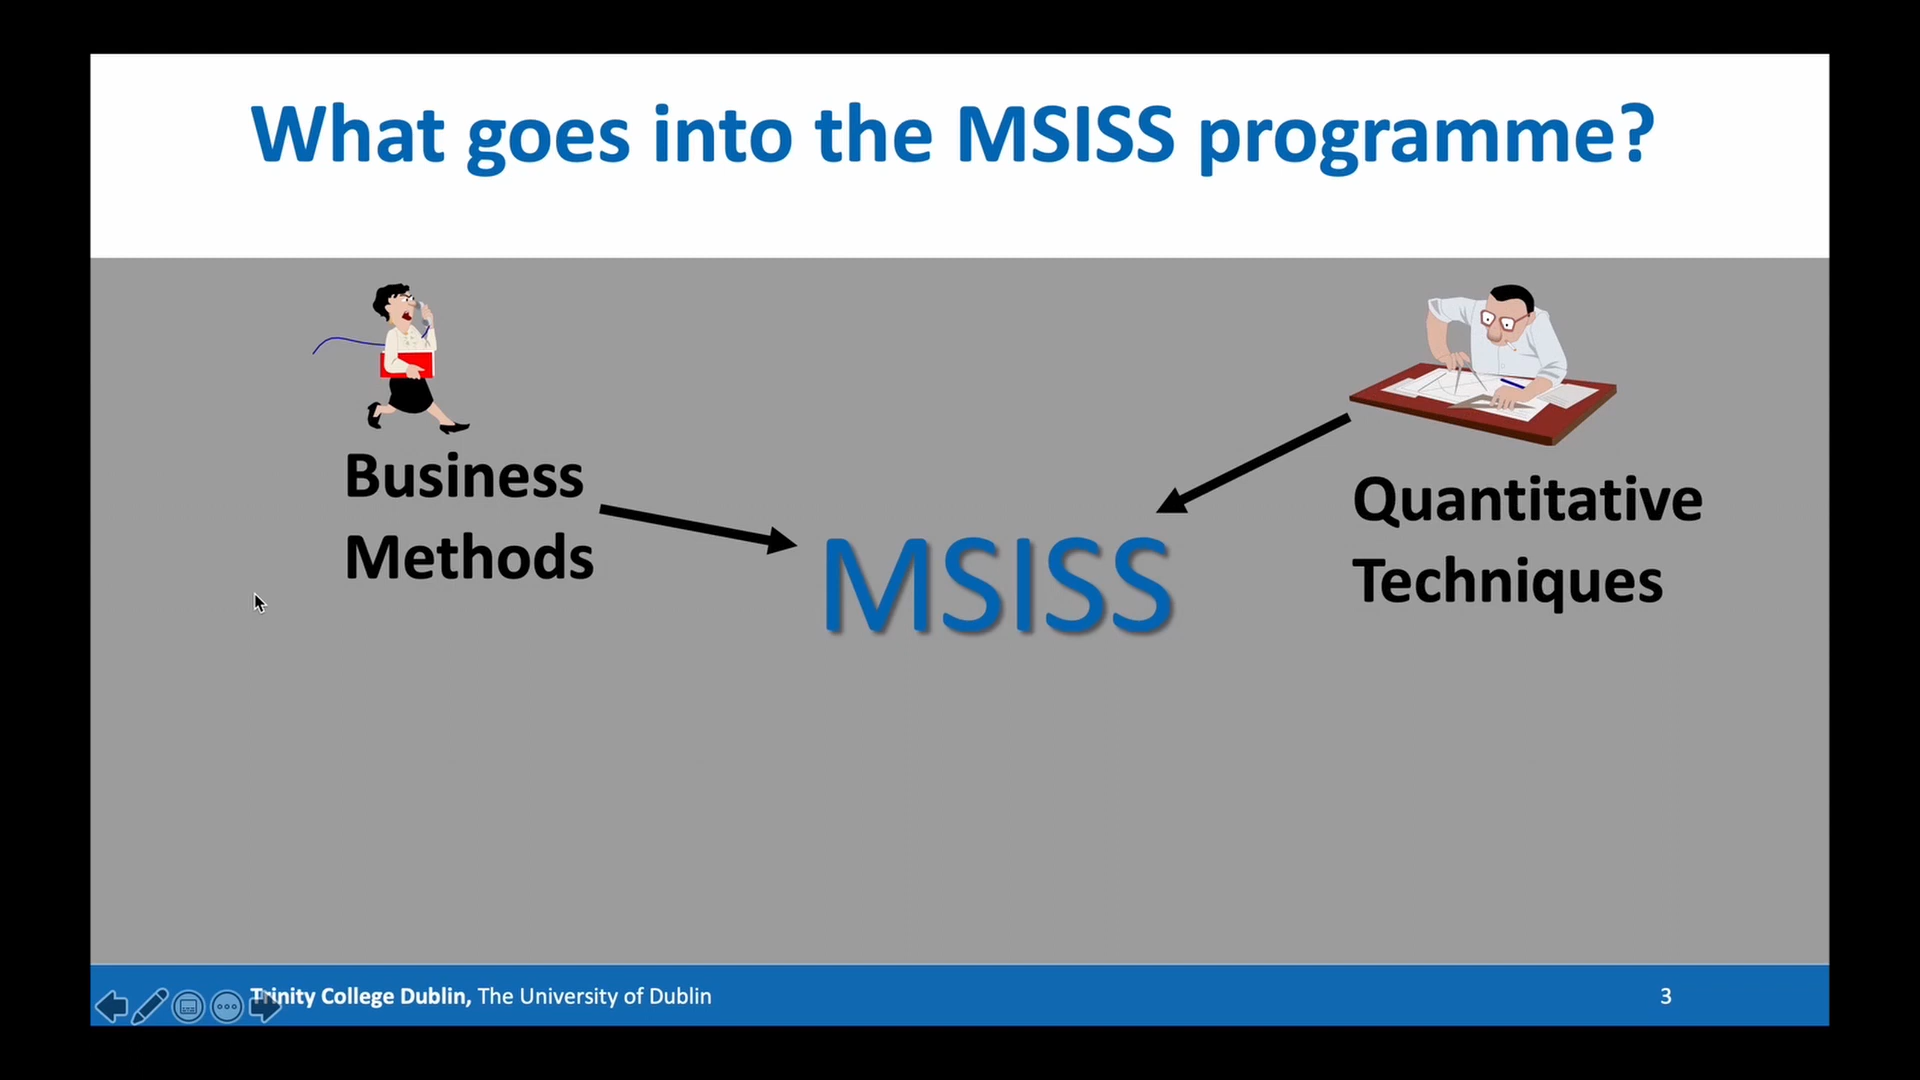 What goes into the MSISS programme?
Business
Methods
MSISS
Quantitative
Techniques
Trinity College Dublin, The University of Dublin
3